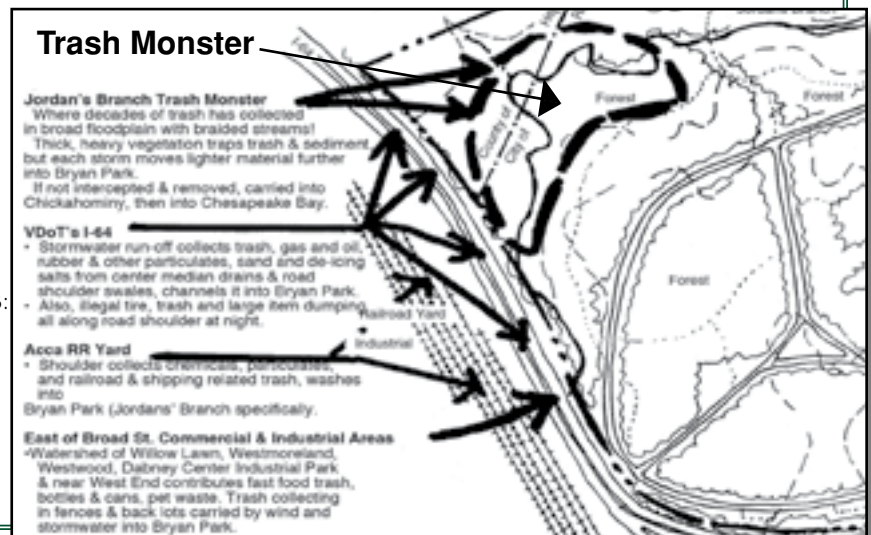 Trash Monster
I-64
Jordan's Branch Trash Monster
Where decades of trash has collected
in broad floodplain with braided streams!
Thick, heavy vegetation traps trash & sediment
but each storm moves lighter material further
into Bryan Park.
If not intercepted & removed, carried into
Chickahominy, then into Chesapeake Bay.
VDoT's I-64
• Stormwater run-off collects trash, gas and oil,
rubber & other particulates, sand and de-icing
salts from center median drains & road
shoulder swales, channels it into Bryan Park.
• Also, illegal tire, trash and large item dumping
all along road shoulder at night.
Acca RR Yard
• Shoulder collects chemicals, particulates,
and railroad & shipping related trash, washes
into
Bryan Park (Jordans' Branch specifically.
East of Broad St. Commercial & Industrial Areas
•Watershed of Willow Lawn, Westmoreland,
Westwood, Dabney Center Industrial Park
& near West End contributes fast food trash,
bottles & cans, pet waste. Trash collecting
in fences & back lots carried by wind and
stormwater into Bryan Park.
Railroad Yard
Industrial
County of
City of
Forest
Forest
Forest